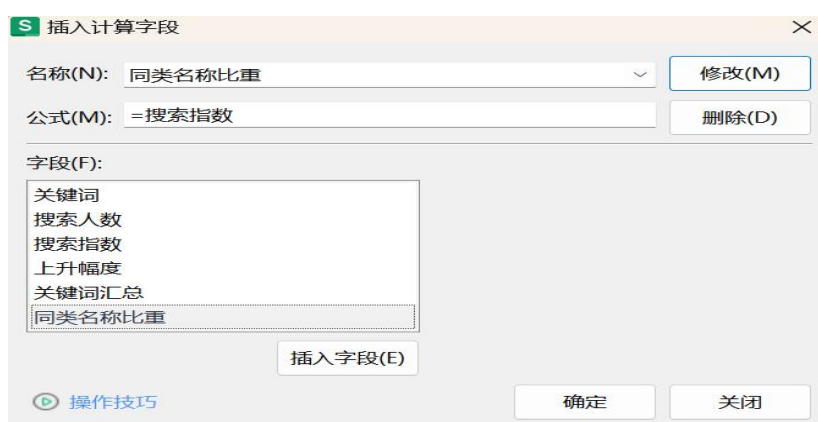 S 插入计算字段
名称(N): 同类名称比重 修改(M)
公式(M): =搜索指数 删除(D)
字段(F):
关键词
搜索人数
搜索指数
上升幅度
关键词汇总
同类名称比重
插入字段(E)
操作技巧 确定 关闭